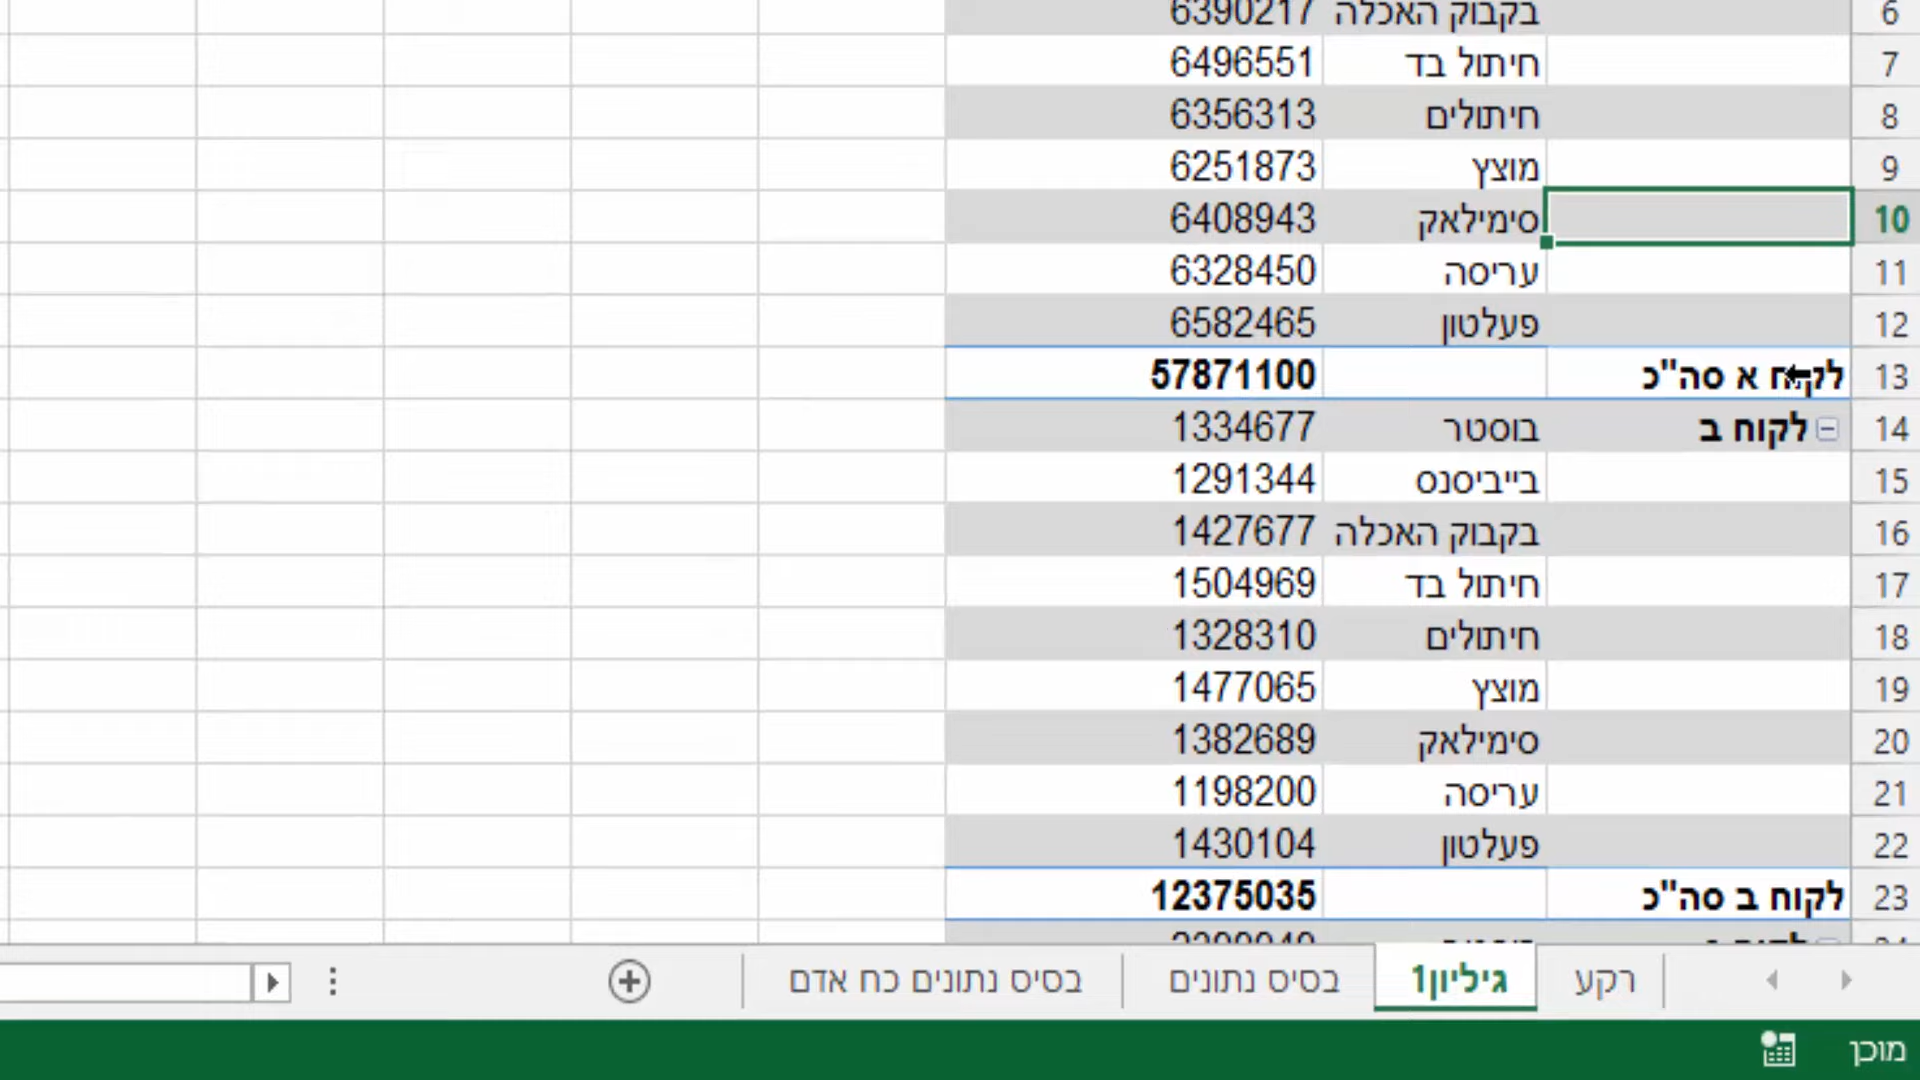 6 בקבוק האכלה 6390217
7 חיתול בד 6496551
8 חיתולים 6356313
9 מוצץ 6251873
10 סימילאק 6408943
11 עריסה 6328450
12 פעלטון 6582465
13 לקוח א סה"כ 57871100
14 לקוח ב בוסטר 1334677
15 בייביסנס 1291344
16 בקבוק האכלה 1427677
17 חיתול בד 1504969
18 חיתולים 1328310
19 מוצץ 1477065
20 סימילאק 1382689
21 עריסה 1198200
22 פעלטון 1430104
23 לקוח ב סה"כ 12375035
רקע גיליון1 בסיס נתונים בסיס נתונים כח אדם
מוכן